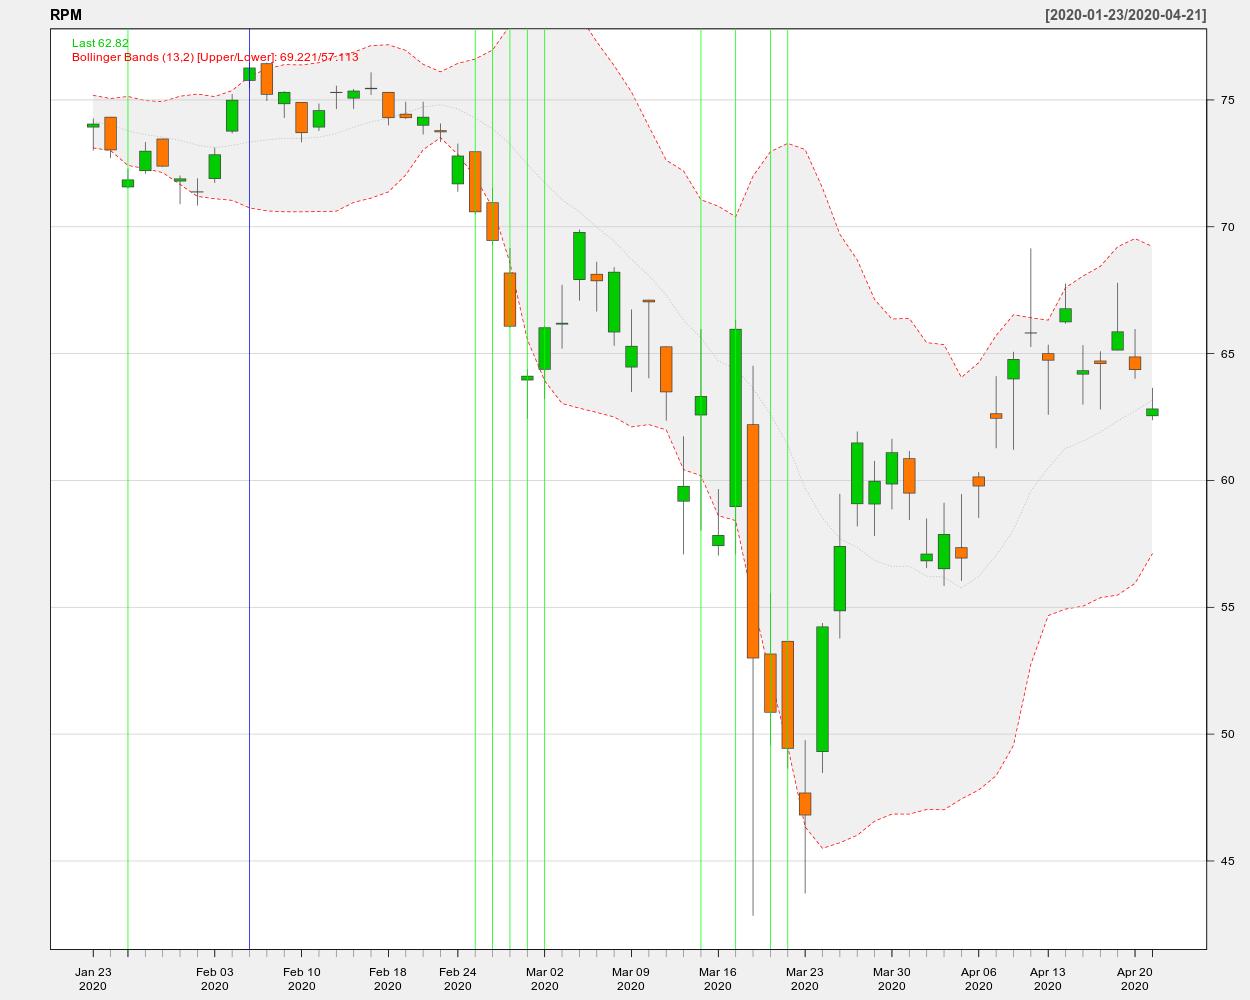 RPM [2020-01-23/2020-04-21]
Last 62.82
Bollinger Bands (13,2) [Upper/Lower]: 69.221/57.113
75
70
65
60
55
50
45
Jan 23 Feb 03 Feb 10 Feb 18 Feb 24 Mar 02 Mar 09 Mar 16 Mar 23 Mar 30 Apr 06 Apr 13 Apr 20
2020 2020 2020 2020 2020 2020 2020 2020 2020 2020 2020 2020 2020